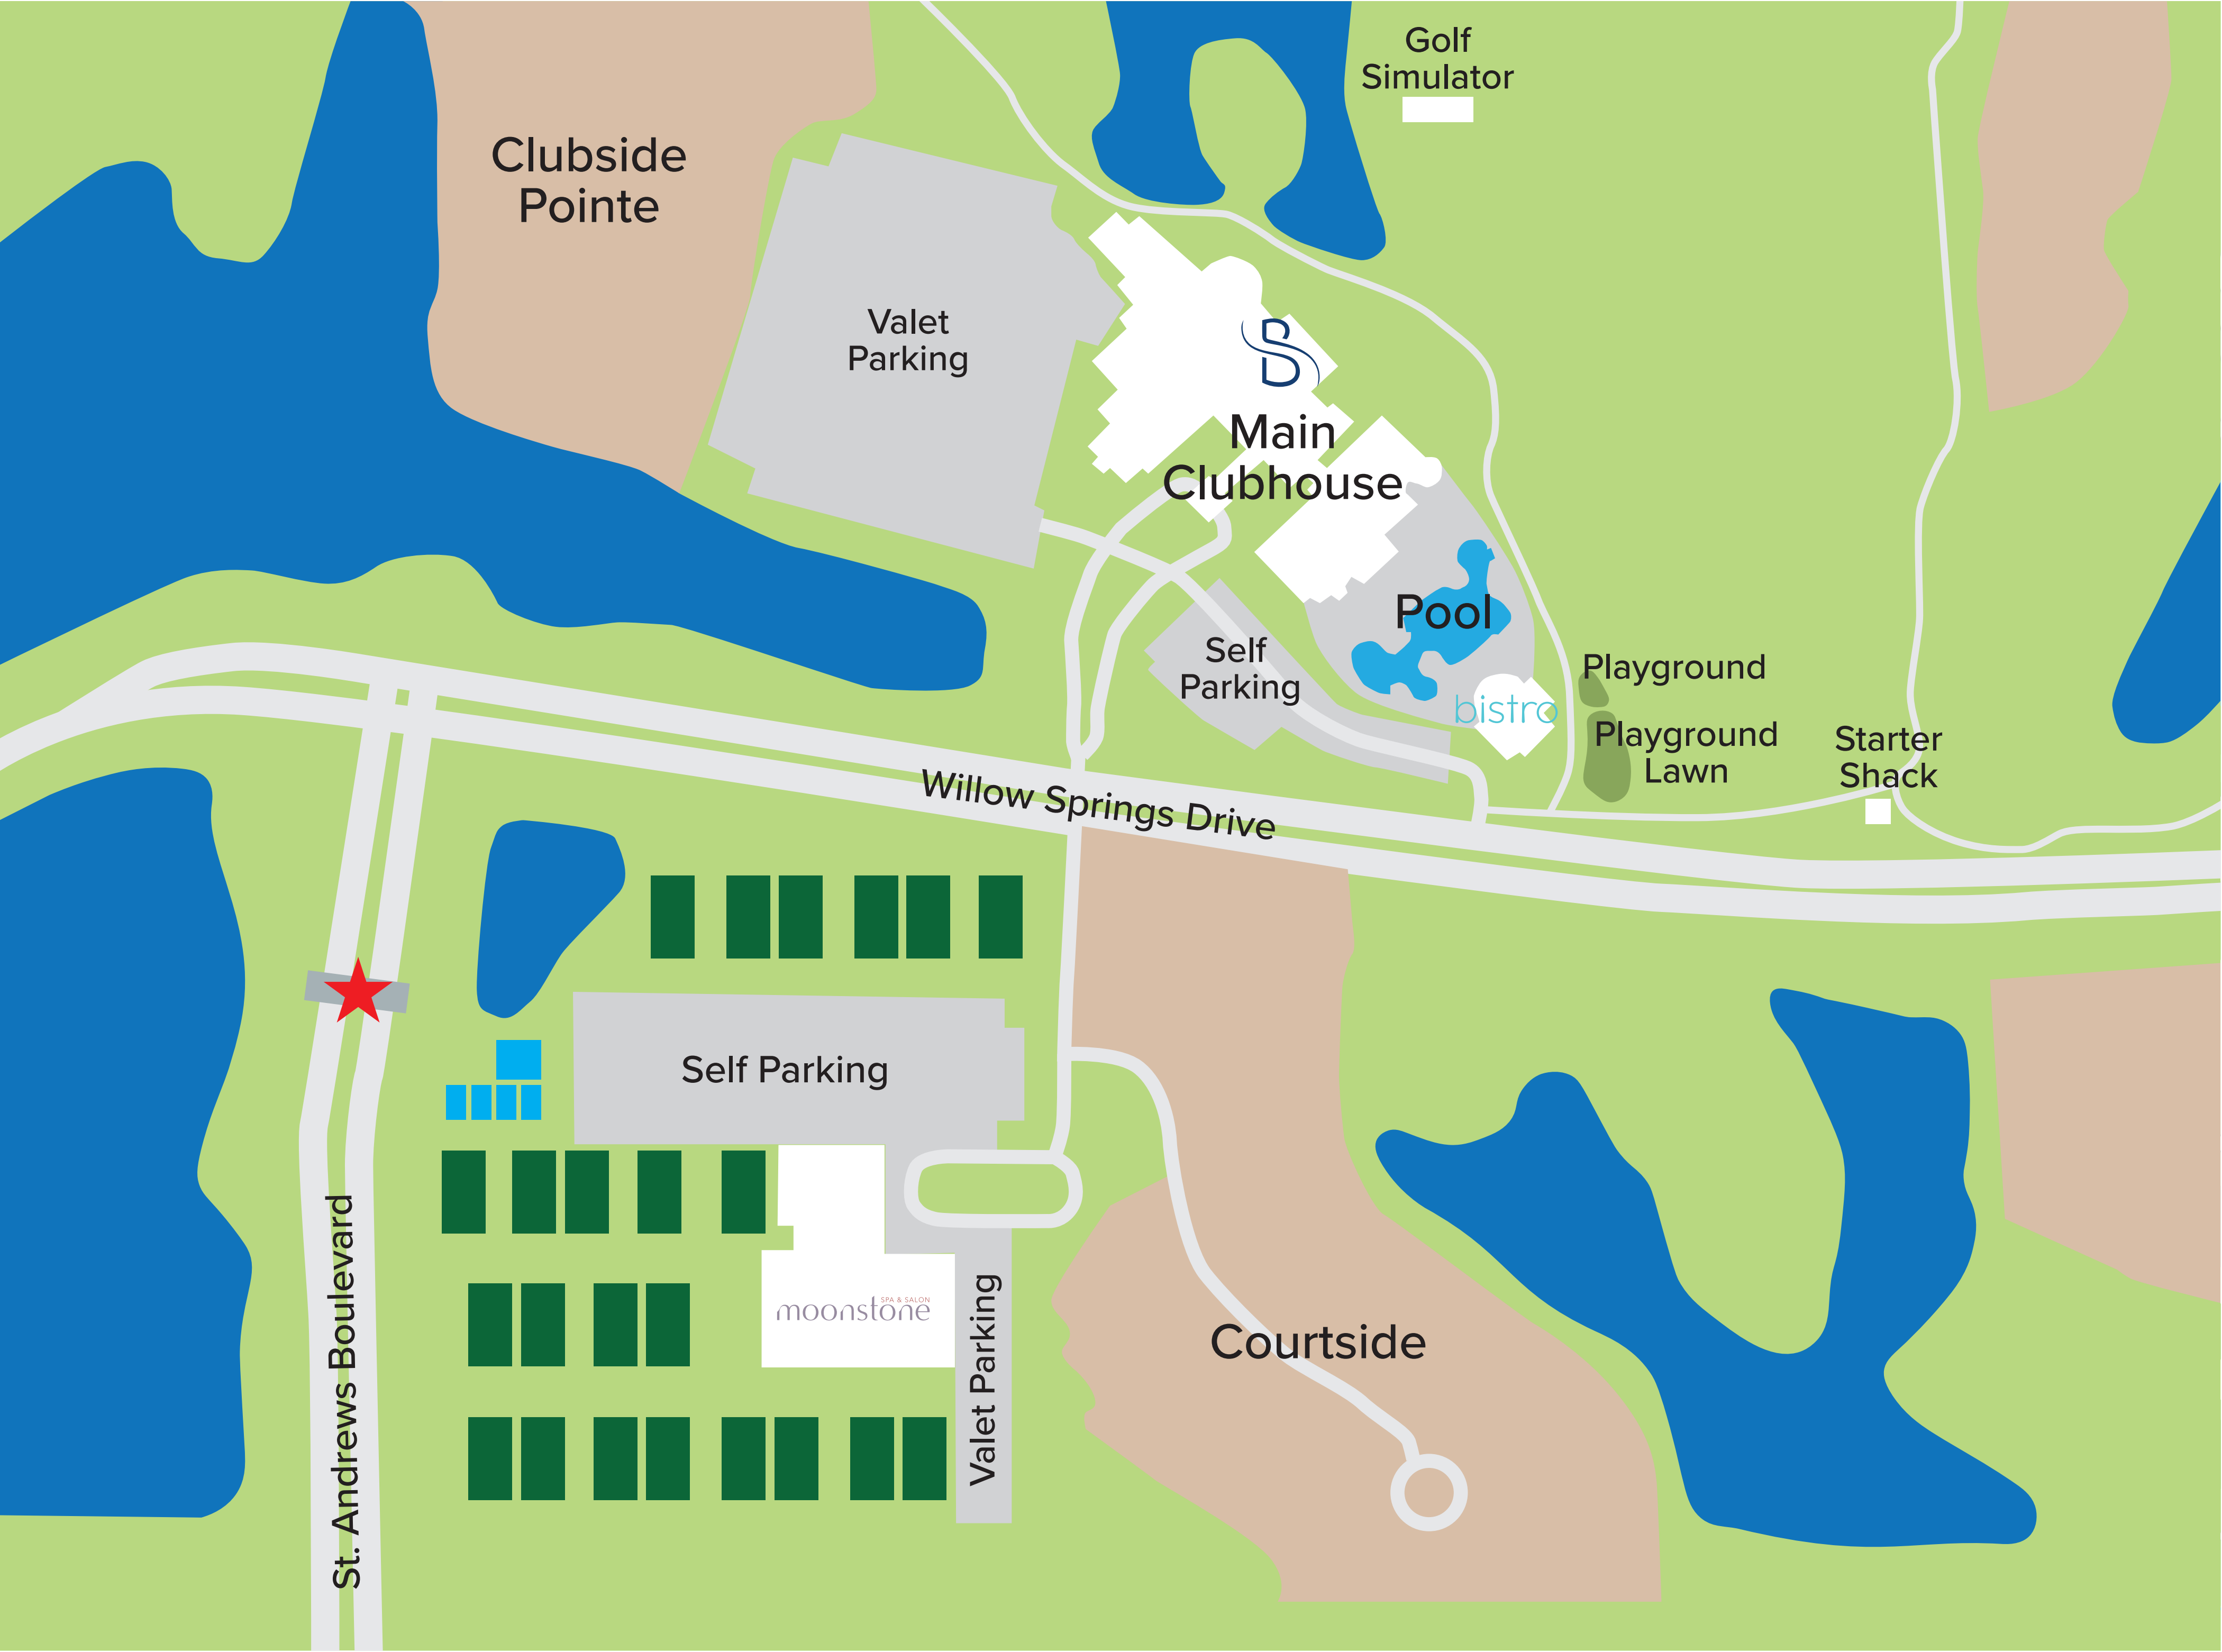 Golf
Simulator
Clubside
Pointe
Valet
Parking
Main
Clubhouse
Pool
Self
Parking
Playground
bistro
Playground
Lawn
Starter
Shack
Willow Springs Drive
Self Parking
St. Andrews Boulevard
SPA & SALON
moonstone
Valet Parking
Courtside